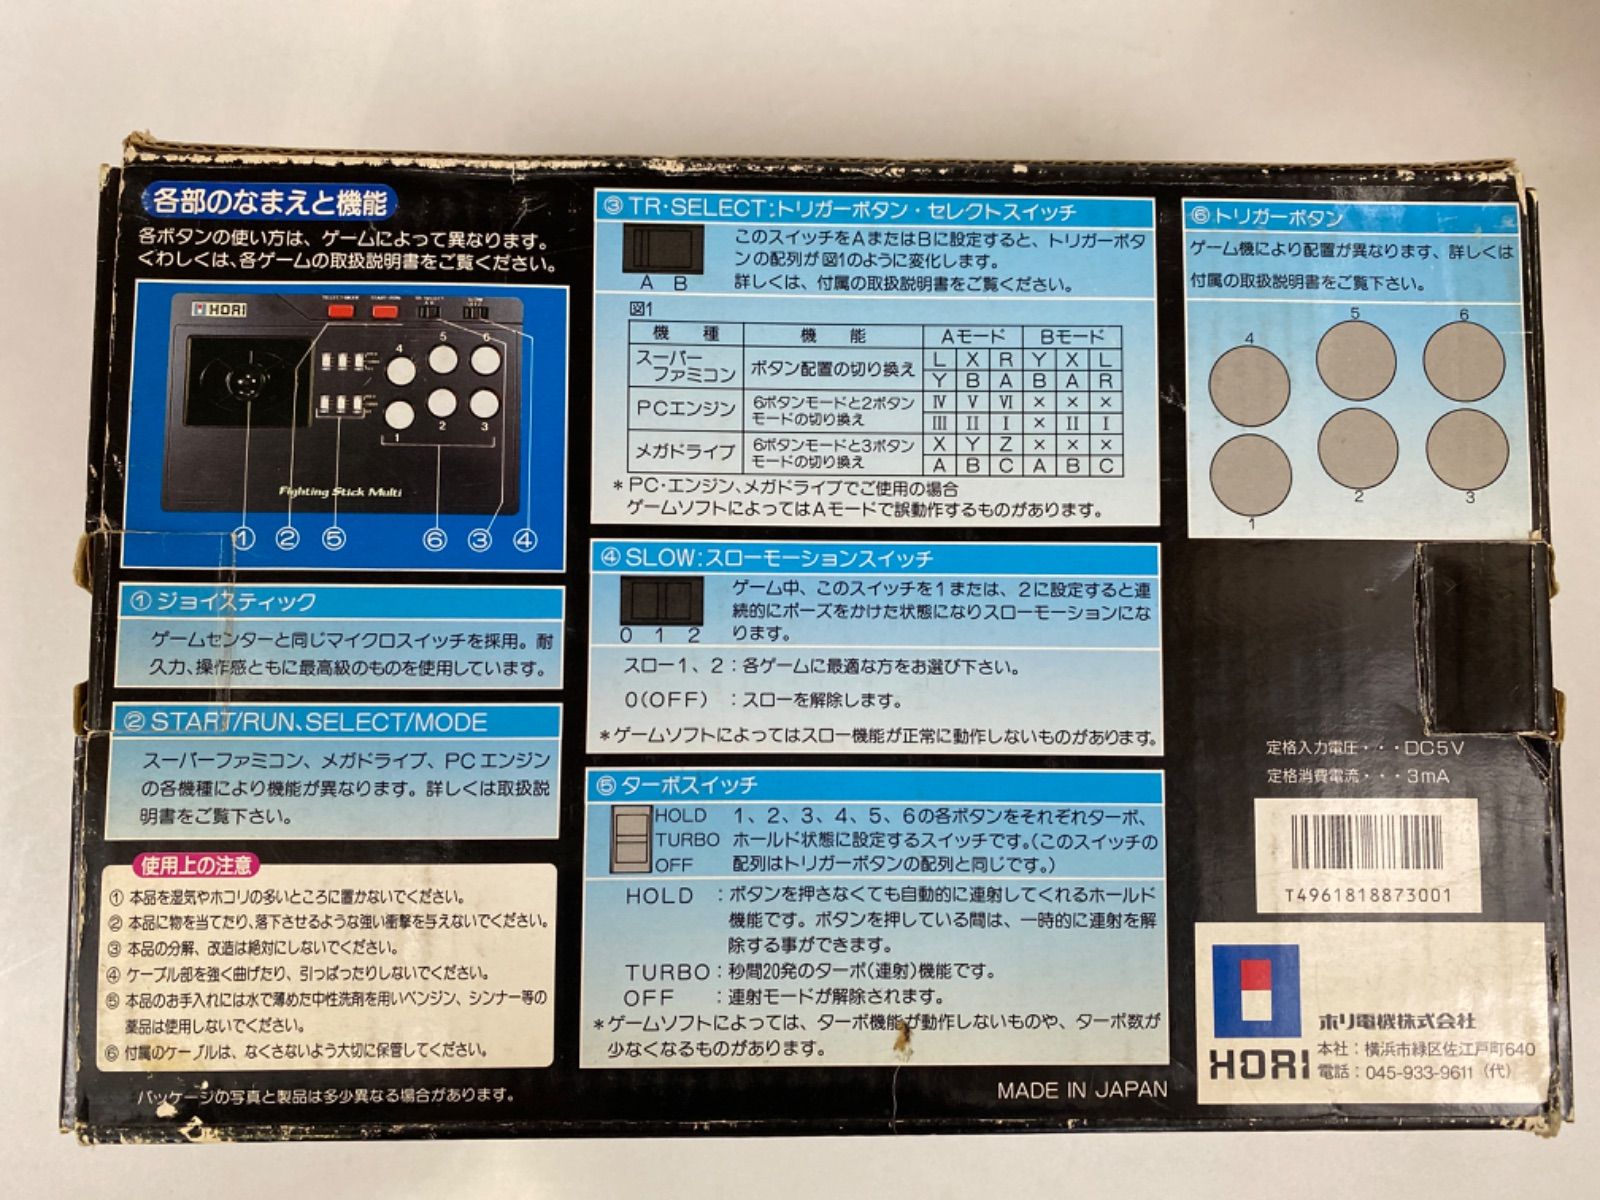 各部のなまえと機能
各ボタンの使い方は、ゲームによって異なります。
くわしくは、各ゲームの取扱説明書をご覧ください。
HORI
SELECT/MODE START/RUN
4 5 6
1 2 3
Fighting Stick Multi
① ② ⑤ ⑥ ③ ④
① ジョイスティック
ゲームセンターと同じマイクロスイッチを採用。耐
久力、操作感ともに最高級のものを使用しています。
② START/RUN、SELECT/MODE
スーパーファミコン、メガドライブ、PCエンジン
の各機種により機能が異なります。詳しくは取扱説
明書をご覧下さい。
使用上の注意
① 本品を湿気やホコリの多いところに置かないでください。
② 本品に物を当てたり、落下させるような強い衝撃を与えないでください。
③ 本品の分解、改造は絶対にしないでください。
④ ケーブル部を強く曲げたり、引っぱったりしないでください。
⑤ 本品のお手入れには水で薄めた中性洗剤を用いベンジン、シンナー等の
薬品は使用しないでください。
⑥ 付属のケーブルは、なくさないよう大切に保管してください。
パッケージの写真と製品は多少異なる場合があります。
③ TR・SELECT:トリガーボタン・セレクトスイッチ
このスイッチをAまたはBに設定すると、トリガーボタ
ンの配列が図1のように変化します。
A B 詳しくは、付属の取扱説明書をご覧ください。
図1
機 種 機 能 Aモード Bモード
スーパーファミコン ボタン配置の切り換え L X R Y X L
Y B A B A R
PCエンジン 6ボタンモードと2ボタン Ⅳ Ⅴ Ⅵ × × ×
モードの切り換え Ⅲ Ⅱ Ⅰ × Ⅱ Ⅰ
メガドライブ 6ボタンモードと3ボタン X Y Z × × ×
モードの切り換え A B C A B C
*PC・エンジン、メガドライブでご使用の場合
ゲームソフトによってはAモードで誤動作するものがあります。
④ SLOW:スローモーションスイッチ
ゲーム中、このスイッチを1または、2に設定すると連
続的にポーズをかけた状態になりスローモーションにな
0 1 2 ります。
スロー1、2:各ゲームに最適な方をお選び下さい。
0(OFF) :スローを解除します。
*ゲームソフトによってはスロー機能が正常に動作しないものがあります。
⑤ ターボスイッチ
HOLD 1、2、3、4、5、6の各ボタンをそれぞれターボ、
TURBO ホールド状態に設定するスイッチです。(このスイッチの
OFF 配列はトリガーボタンの配列と同じです。)
HOLD :ボタンを押さなくても自動的に連射してくれるホールド
機能です。ボタンを押している間は、一時的に連射を解
除する事ができます。
TURBO:秒間20発のターボ(連射)機能です。
OFF :連射モードが解除されます。
*ゲームソフトによっては、ターボ機能が動作しないものや、ターボ数が
少なくなるものがあります。
MADE IN JAPAN
⑥ トリガーボタン
ゲーム機により配置が異なります、詳しくは
付属の取扱説明書をご覧下さい。
4 5 6
1 2 3
定格入力電圧・・・DC5V
定格消費電流・・・3mA
T4961818873001
HORI
ホリ電機株式会社
本社:横浜市緑区佐江戸町640
電話:045-933-9611(代)